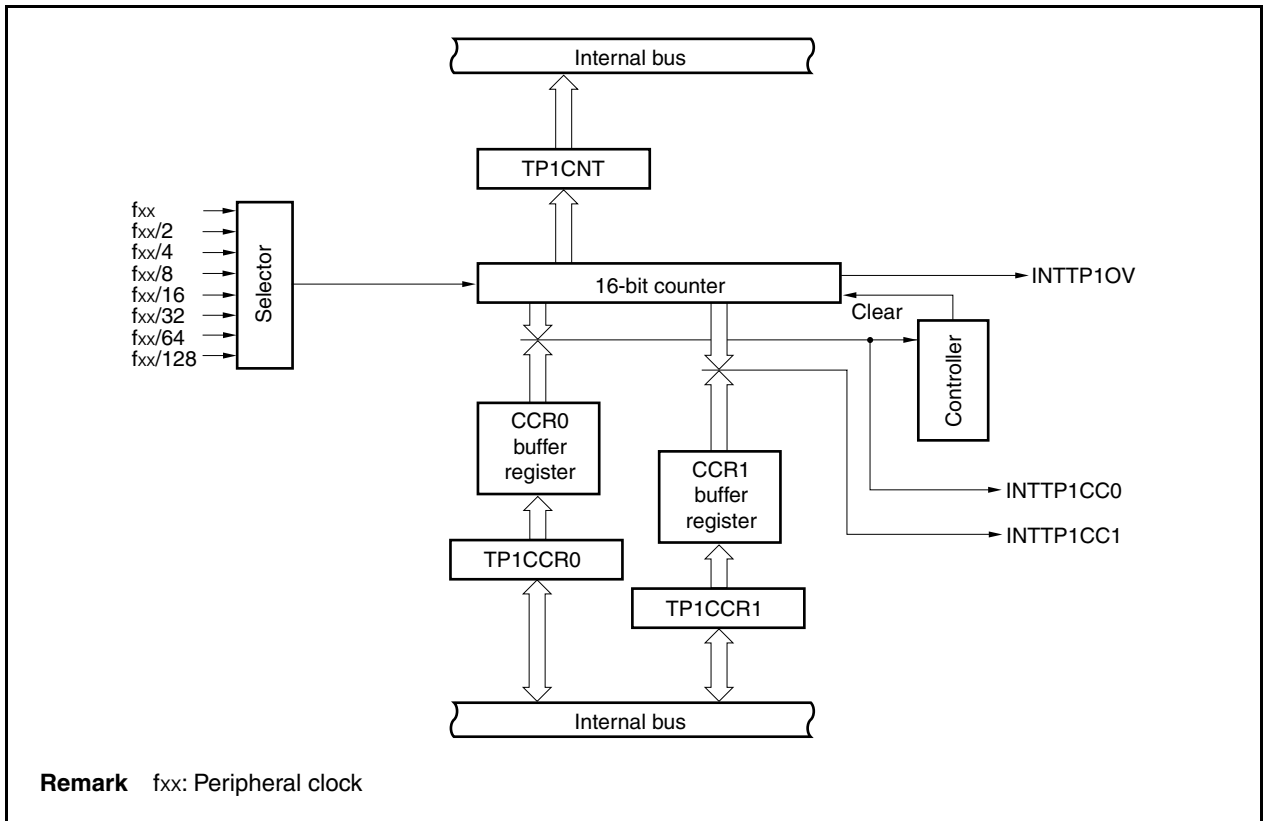 Internal bus
TP1CNT
fxx
fxx/2
fxx/4
fxx/8
fxx/16
fxx/32
fxx/64
fxx/128
Selector
16-bit counter
INTTP1OV
Clear
Controller
CCR0
buffer
register
CCR1
buffer
register
INTTP1CC0
INTTP1CC1
TP1CCR0
TP1CCR1
Internal bus
Remark fxx: Peripheral clock